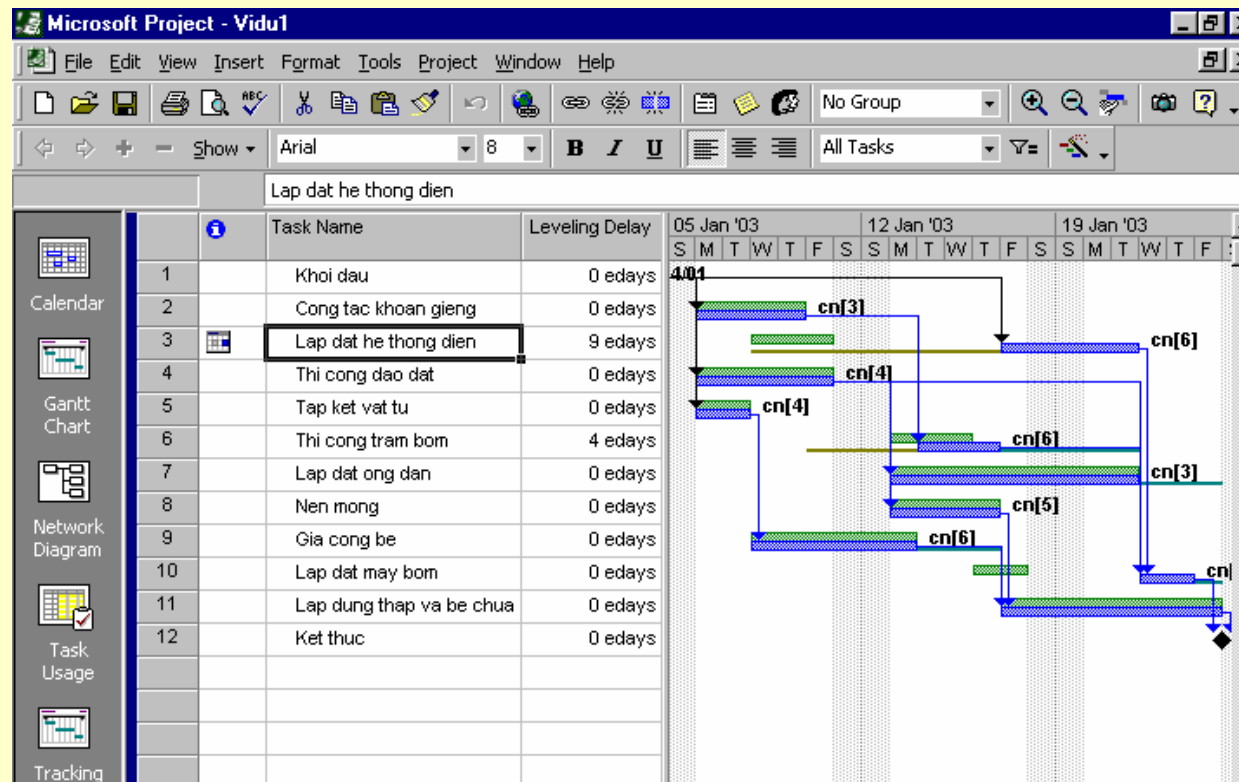 Microsoft Project - Vidu1
File Edit View Insert Format Tools Project Window Help
No Group
Show Arial 8 B I U All Tasks
Lap dat he thong dien
Task Name Leveling Delay 05 Jan '03 12 Jan '03 19 Jan '03
S M T W T F S S M T W T F S S M T W T F
1 Khoi dau 0 edays 4/01
Calendar
2 Cong tac khoan gieng 0 edays cn[3]
3 Lap dat he thong dien 9 edays cn[6]
4 Thi cong dao dat 0 edays cn[4]
Gantt
Chart
5 Tap ket vat tu 0 edays cn[4]
6 Thi cong tram bom 4 edays cn[6]
7 Lap dat ong dan 0 edays cn[3]
8 Nen mong 0 edays cn[5]
Network
Diagram
9 Gia cong be 0 edays cn[6]
10 Lap dat may bom 0 edays cn[
11 Lap dung thap va be chua 0 edays
12 Ket thuc 0 edays
Task
Usage
Tracking